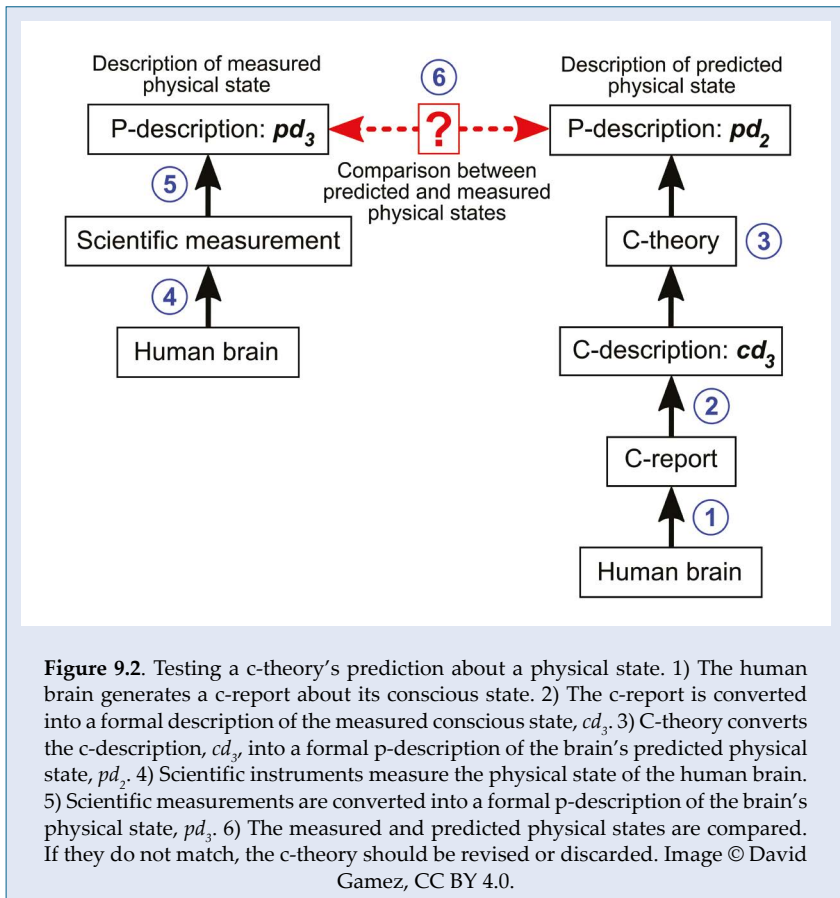 Description of measured
physical state
P-description: pd3
5
Scientific measurement
4
Human brain
6
?
Comparison between
predicted and measured
physical states
Description of predicted
physical state
P-description: pd2
C-theory
3
C-description: cd3
2
C-report
1
Human brain
Figure 9.2. Testing a c-theory's prediction about a physical state. 1) The human
brain generates a c-report about its conscious state. 2) The c-report is converted
into a formal description of the measured conscious state, cd3. 3) C-theory converts
the c-description, cd3, into a formal p-description of the brain's predicted physical
state, pd2. 4) Scientific instruments measure the physical state of the human brain.
5) Scientific measurements are converted into a formal p-description of the brain's
physical state, pd3. 6) The measured and predicted physical states are compared.
If they do not match, the c-theory should be revised or discarded. Image © David
Gamez, CC BY 4.0.